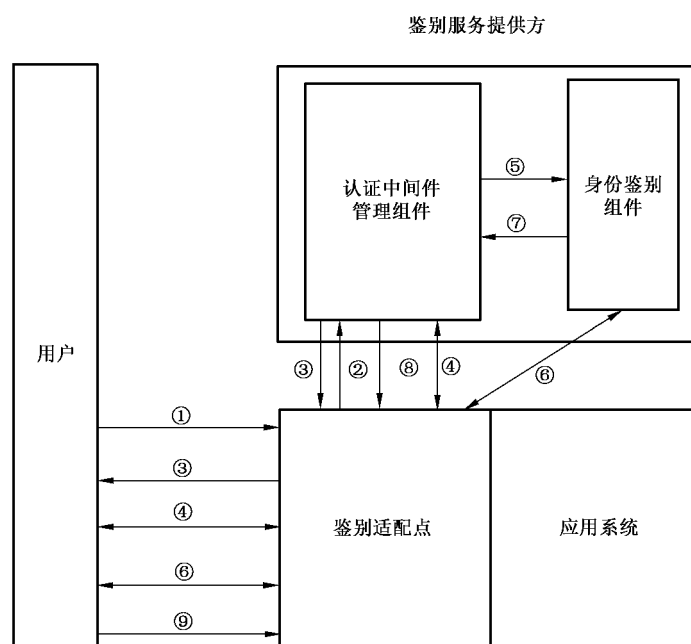 鉴别服务提供方
认证中间件
管理组件
⑤
身份鉴别
组件
⑦
用户
③
②
⑧
④
⑥
①
③
④
鉴别适配点
应用系统
⑥
⑨